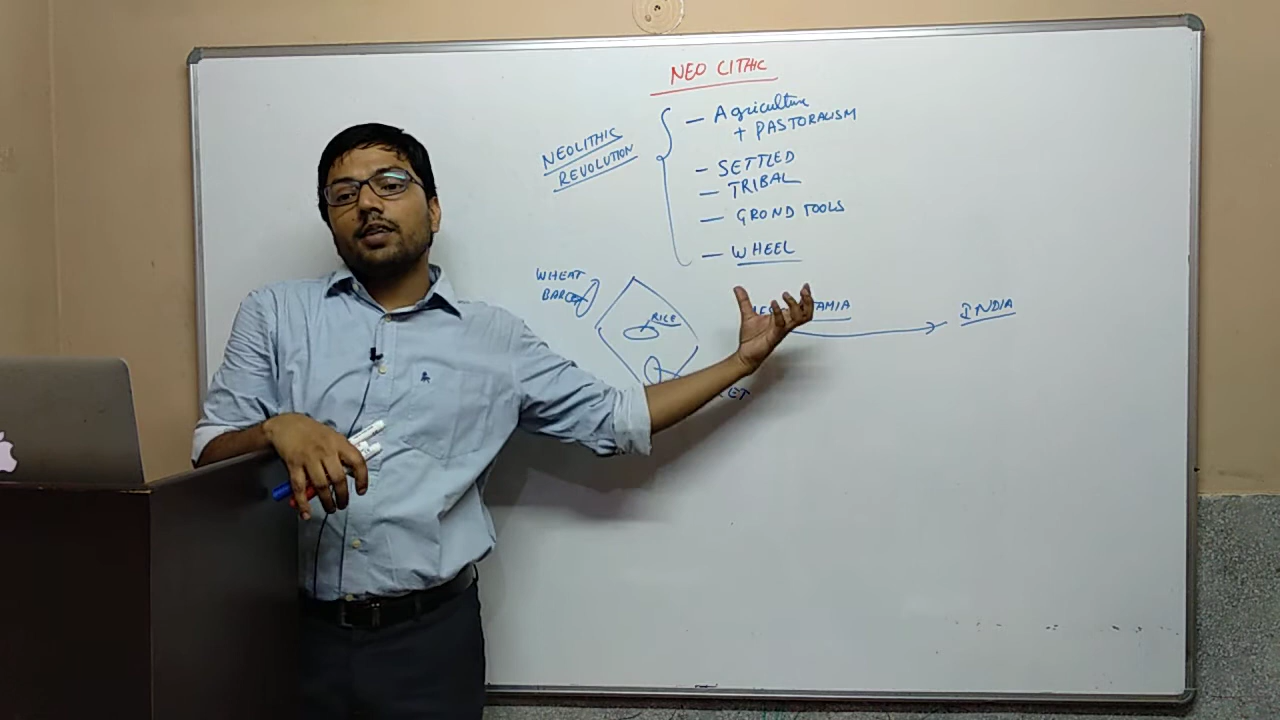 NEO LITHIC
NEOLITHIC
REVOLUTION
— Agriculture
+ PASTORALISM
— SETTLED
— TRIBAL
— GROND TOOLS
— WHEEL
WHEAT
RICE
INDIA